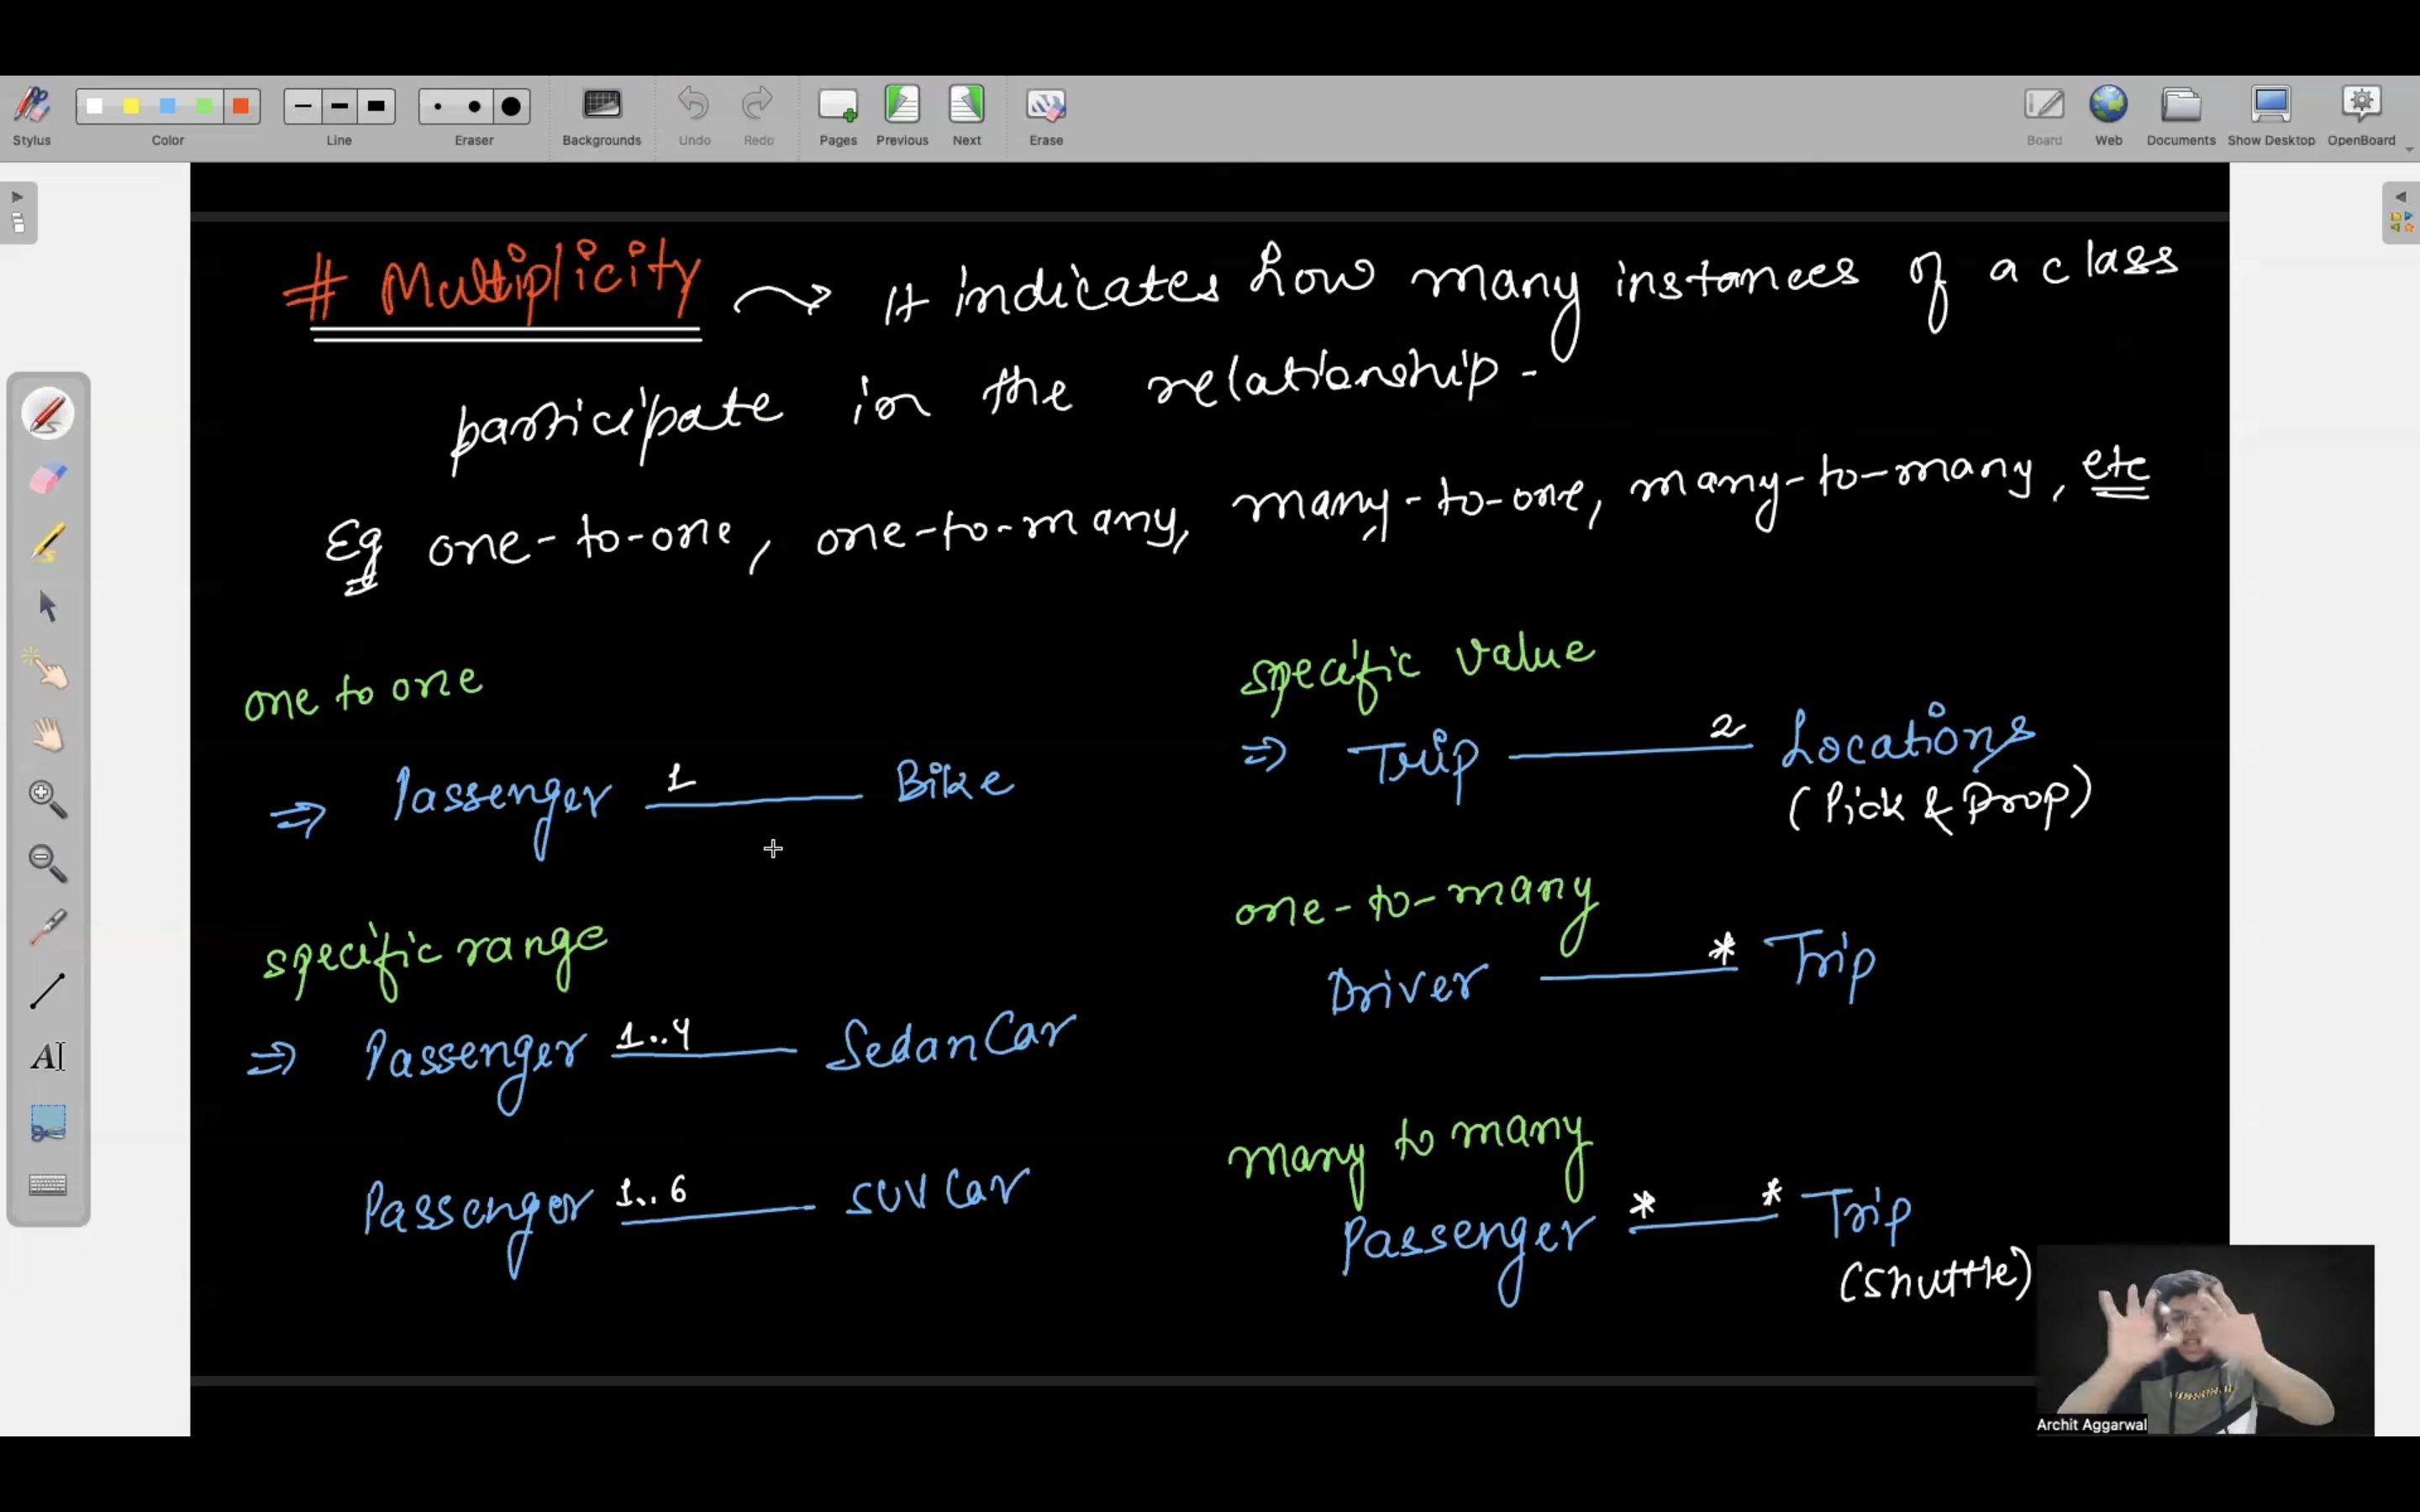 Stylus
Color
Line
Eraser
Backgrounds
Undo
Redo
Pages
Previous
Next
Erase
Board
Web
Documents
Show Desktop
OpenBoard
# Multiplicity ⤳ It indicates how many instances of a class
participate in the relationship -
Eg one-to-one, one-to-many, many-to-one, many-to-many, etc
one to one
⇒ Passenger 1 Bike
specific range
⇒ Passenger 1..4 SedanCar
Passenger 1..6 SUV Car
specific value
⇒ Trip 2 Locations
(Pick & Drop)
one-to-many
Driver * Trip
many to many
Passenger * * Trip
(Shuttle)
AI
Archit Aggarwal